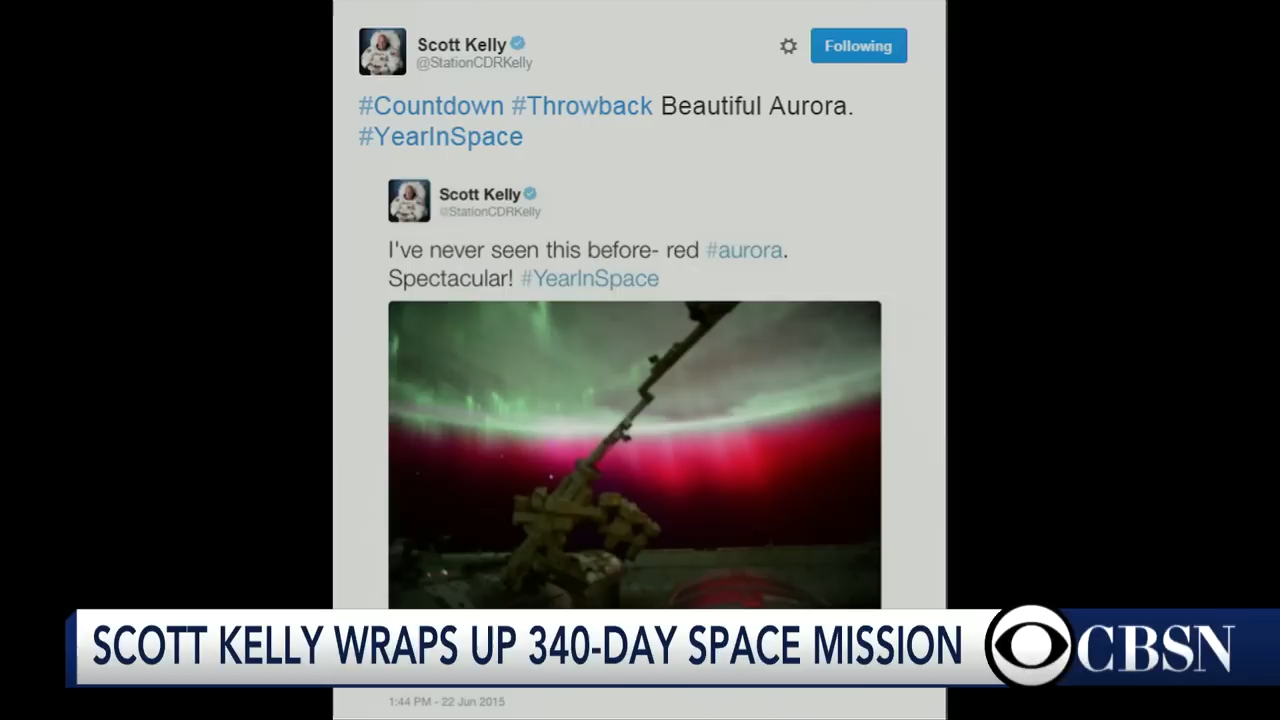 Scott Kelly
@StationCDRKelly
Following
#Countdown #Throwback Beautiful Aurora.
#YearInSpace
Scott Kelly
@StationCDRKelly
I've never seen this before- red #aurora.
Spectacular! #YearInSpace
SCOTT KELLY WRAPS UP 340-DAY SPACE MISSION
CBSN
1:44 PM - 22 Jun 2015